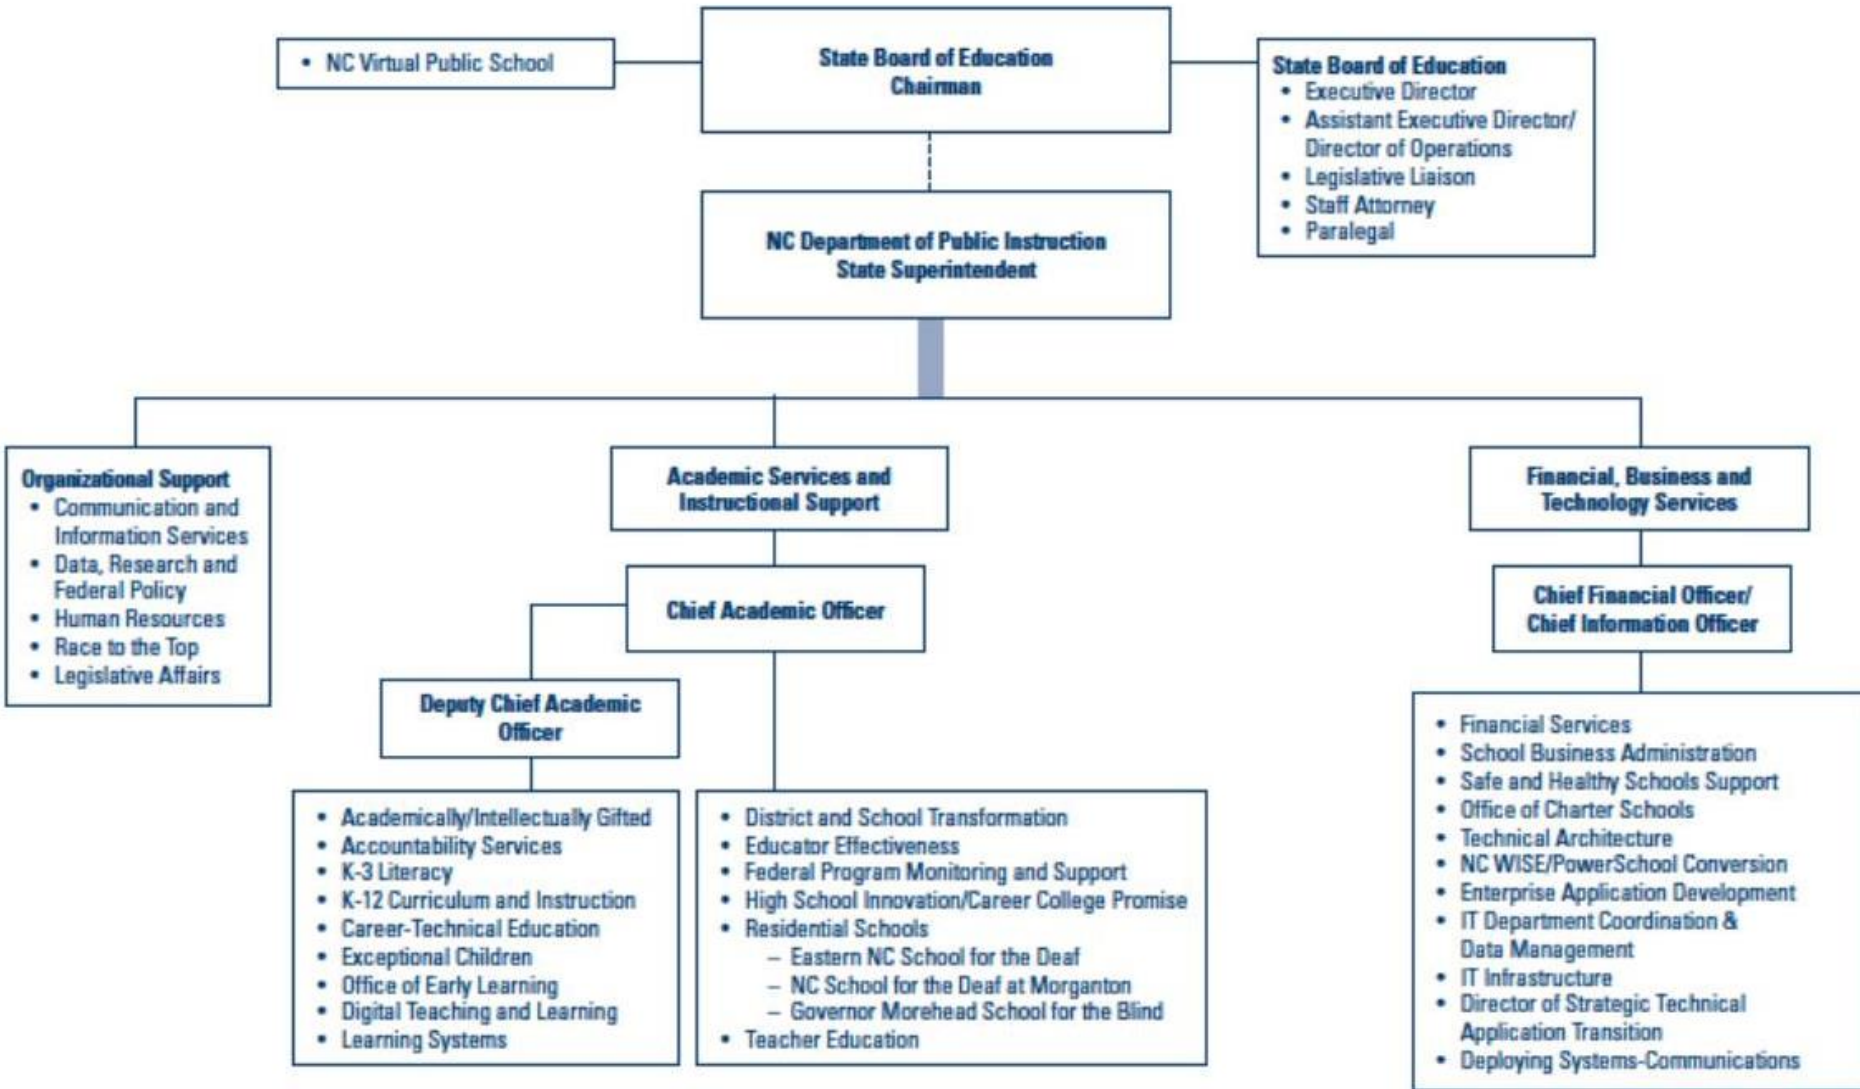 • NC Virtual Public School
State Board of Education
Chairman
State Board of Education
• Executive Director
• Assistant Executive Director/
Director of Operations
• Legislative Liaison
• Staff Attorney
• Paralegal
NC Department of Public Instruction
State Superintendent
Organizational Support
• Communication and
Information Services
• Data, Research and
Federal Policy
• Human Resources
• Race to the Top
• Legislative Affairs
Academic Services and
Instructional Support
Chief Academic Officer
Deputy Chief Academic
Officer
• Academically/Intellectually Gifted
• Accountability Services
• K-3 Literacy
• K-12 Curriculum and Instruction
• Career-Technical Education
• Exceptional Children
• Office of Early Learning
• Digital Teaching and Learning
• Learning Systems
• District and School Transformation
• Educator Effectiveness
• Federal Program Monitoring and Support
• High School Innovation/Career College Promise
• Residential Schools
– Eastern NC School for the Deaf
– NC School for the Deaf at Morganton
– Governor Morehead School for the Blind
• Teacher Education
Financial, Business and
Technology Services
Chief Financial Officer/
Chief Information Officer
• Financial Services
• School Business Administration
• Safe and Healthy Schools Support
• Office of Charter Schools
• Technical Architecture
• NC WISE/PowerSchool Conversion
• Enterprise Application Development
• IT Department Coordination &
Data Management
• IT Infrastructure
• Director of Strategic Technical
Application Transition
• Deploying Systems-Communications